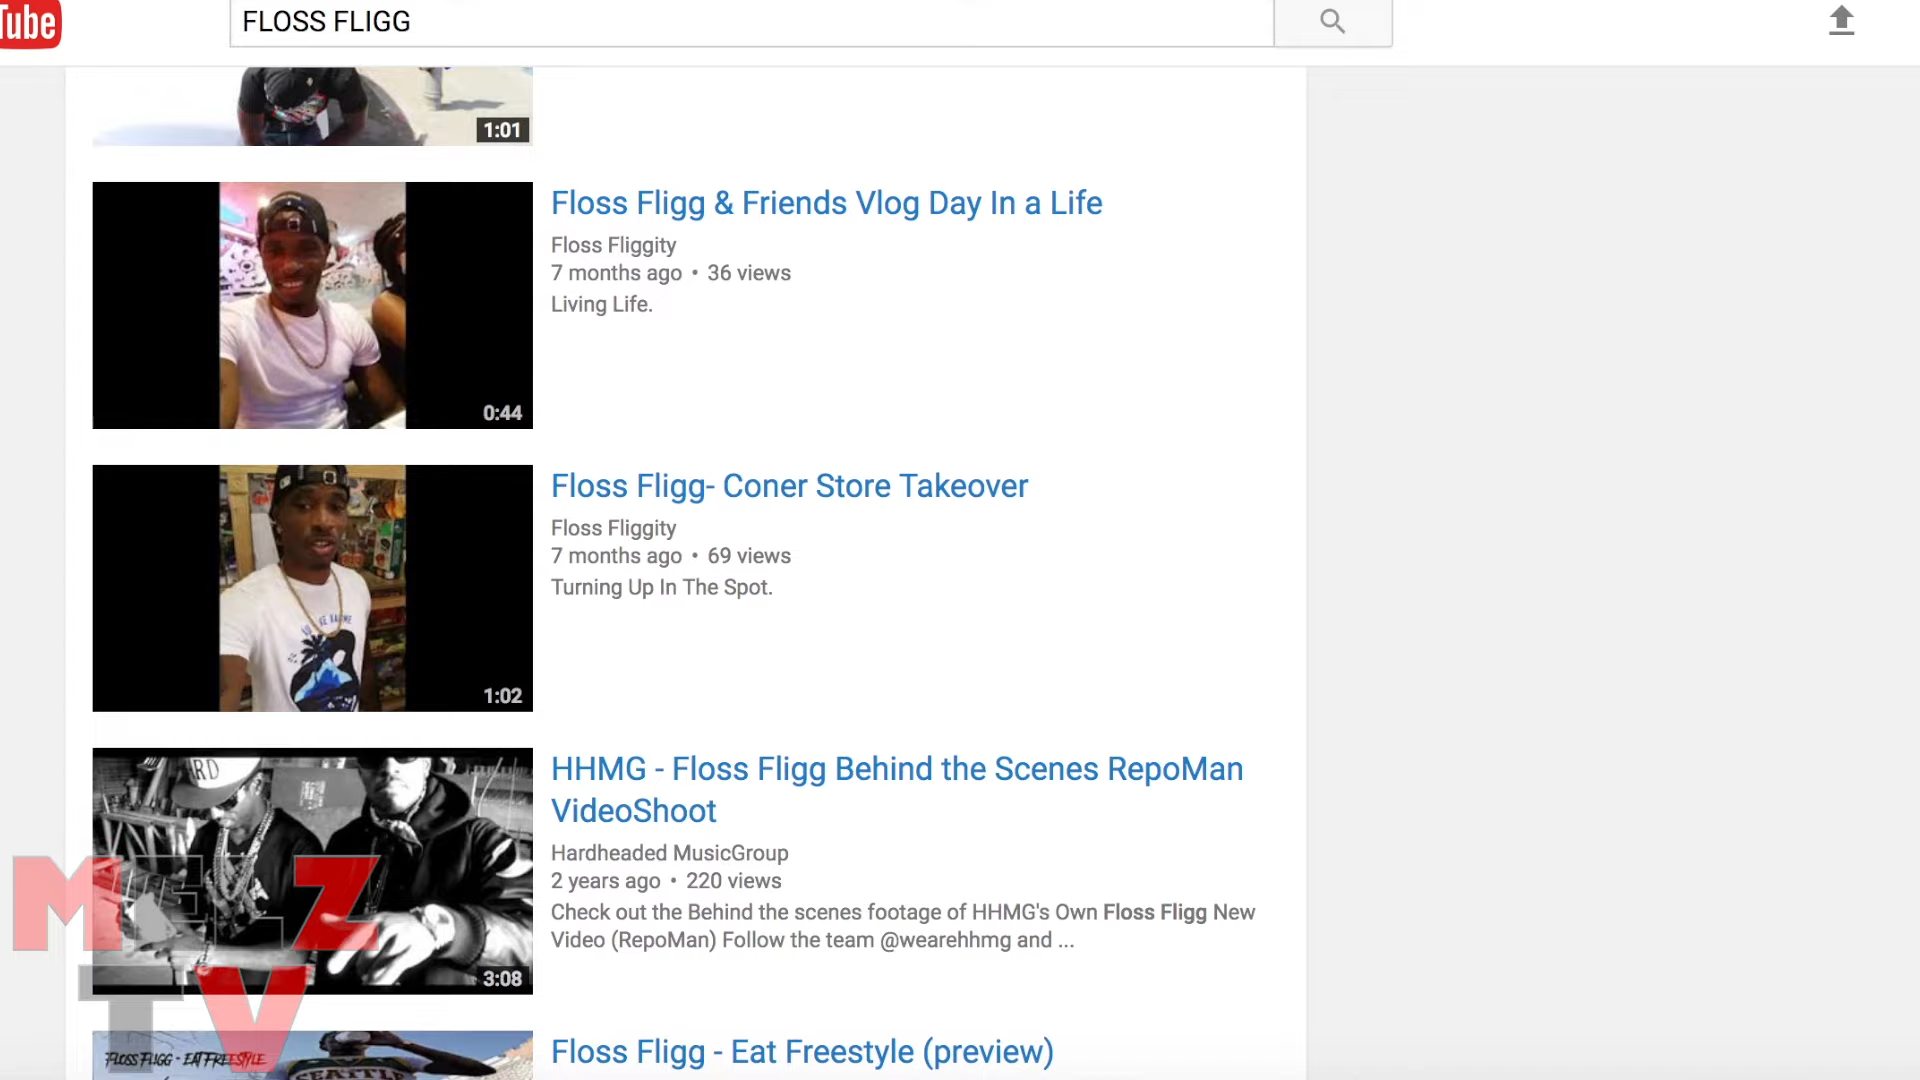 Tube
FLOSS FLIGG
1:01
Floss Fligg & Friends Vlog Day In a Life
Floss Fliggity
7 months ago • 36 views
Living Life.
0:44
Floss Fligg- Coner Store Takeover
Floss Fliggity
7 months ago • 69 views
Turning Up In The Spot.
1:02
HHMG - Floss Fligg Behind the Scenes RepoMan
VideoShoot
Hardheaded MusicGroup
2 years ago • 220 views
Check out the Behind the scenes footage of HHMG's Own Floss Fligg New
Video (RepoMan) Follow the team @wearehhmg and ...
RD
3:08
MELZ
TV
Floss Fligg - Eat Freestyle (preview)
FLOSS FLIGG - EAT FREESTYLE
SEATTLE